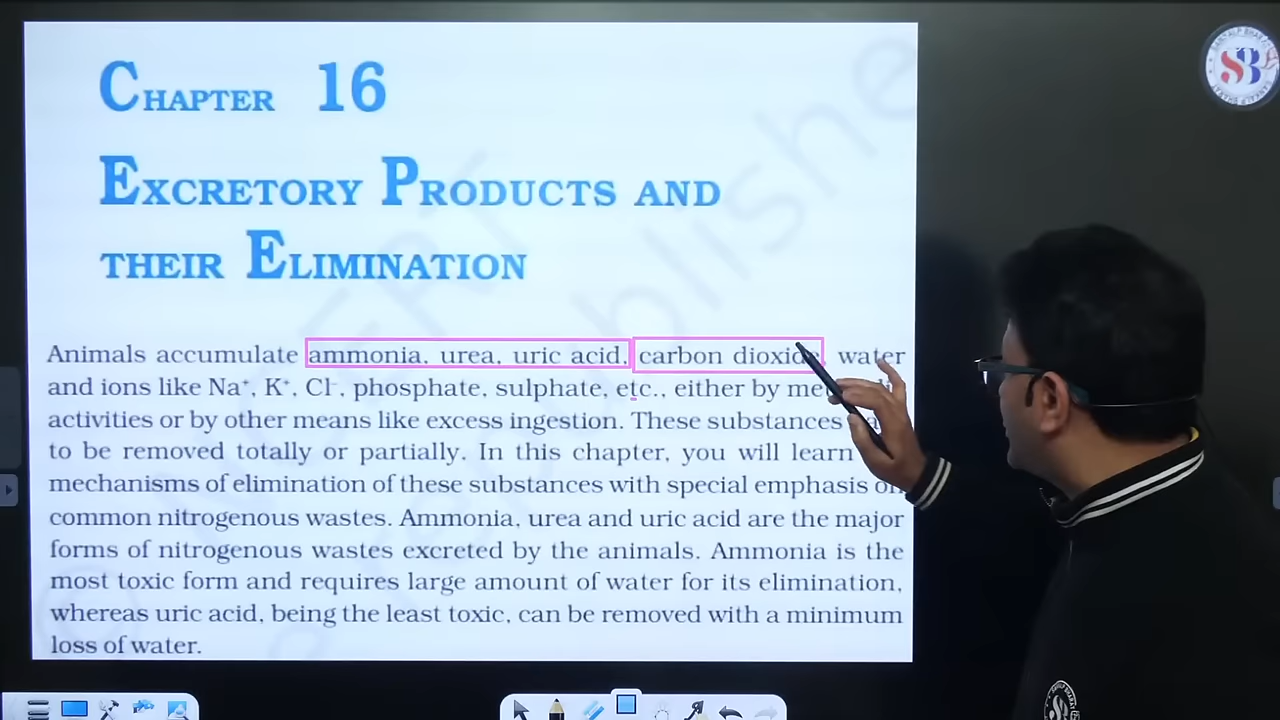 CHAPTER 16
EXCRETORY PRODUCTS AND
THEIR ELIMINATION
Animals accumulate ammonia, urea, uric acid, carbon dioxide, water
and ions like Na⁺, K⁺, Cl⁻, phosphate, sulphate, etc., either by
activities or by other means like excess ingestion. These substances
to be removed totally or partially. In this chapter, you will learn
mechanisms of elimination of these substances with special emphasis on
common nitrogenous wastes. Ammonia, urea and uric acid are the major
forms of nitrogenous wastes excreted by the animals. Ammonia is the
most toxic form and requires large amount of water for its elimination,
whereas uric acid, being the least toxic, can be removed with a minimum
loss of water.
SB